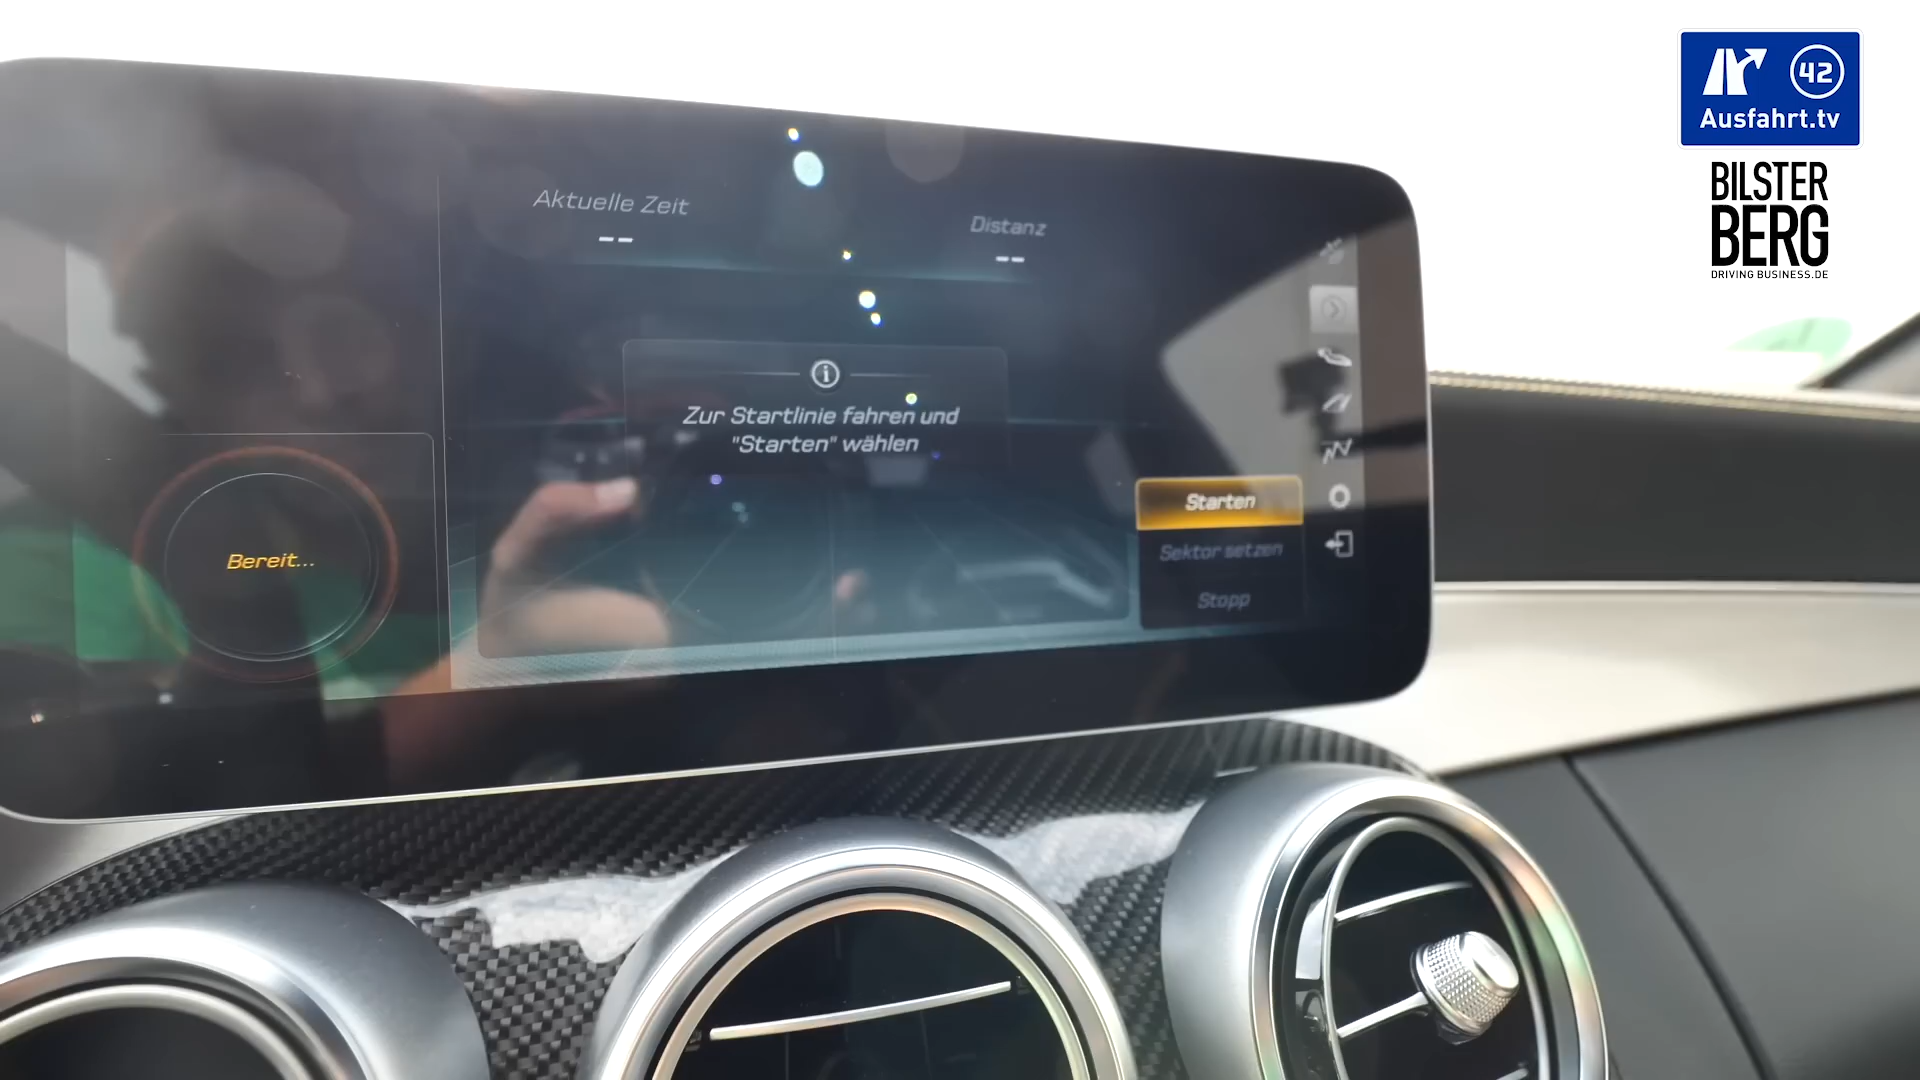 42
Ausfahrt.tv
BILSTER
BERG
DRIVING BUSINESS.DE
Aktuelle Zeit
--
Distanz
--
Zur Startlinie fahren und
"Starten" wählen
Bereit...
Starten
Sektor setzen
Stopp